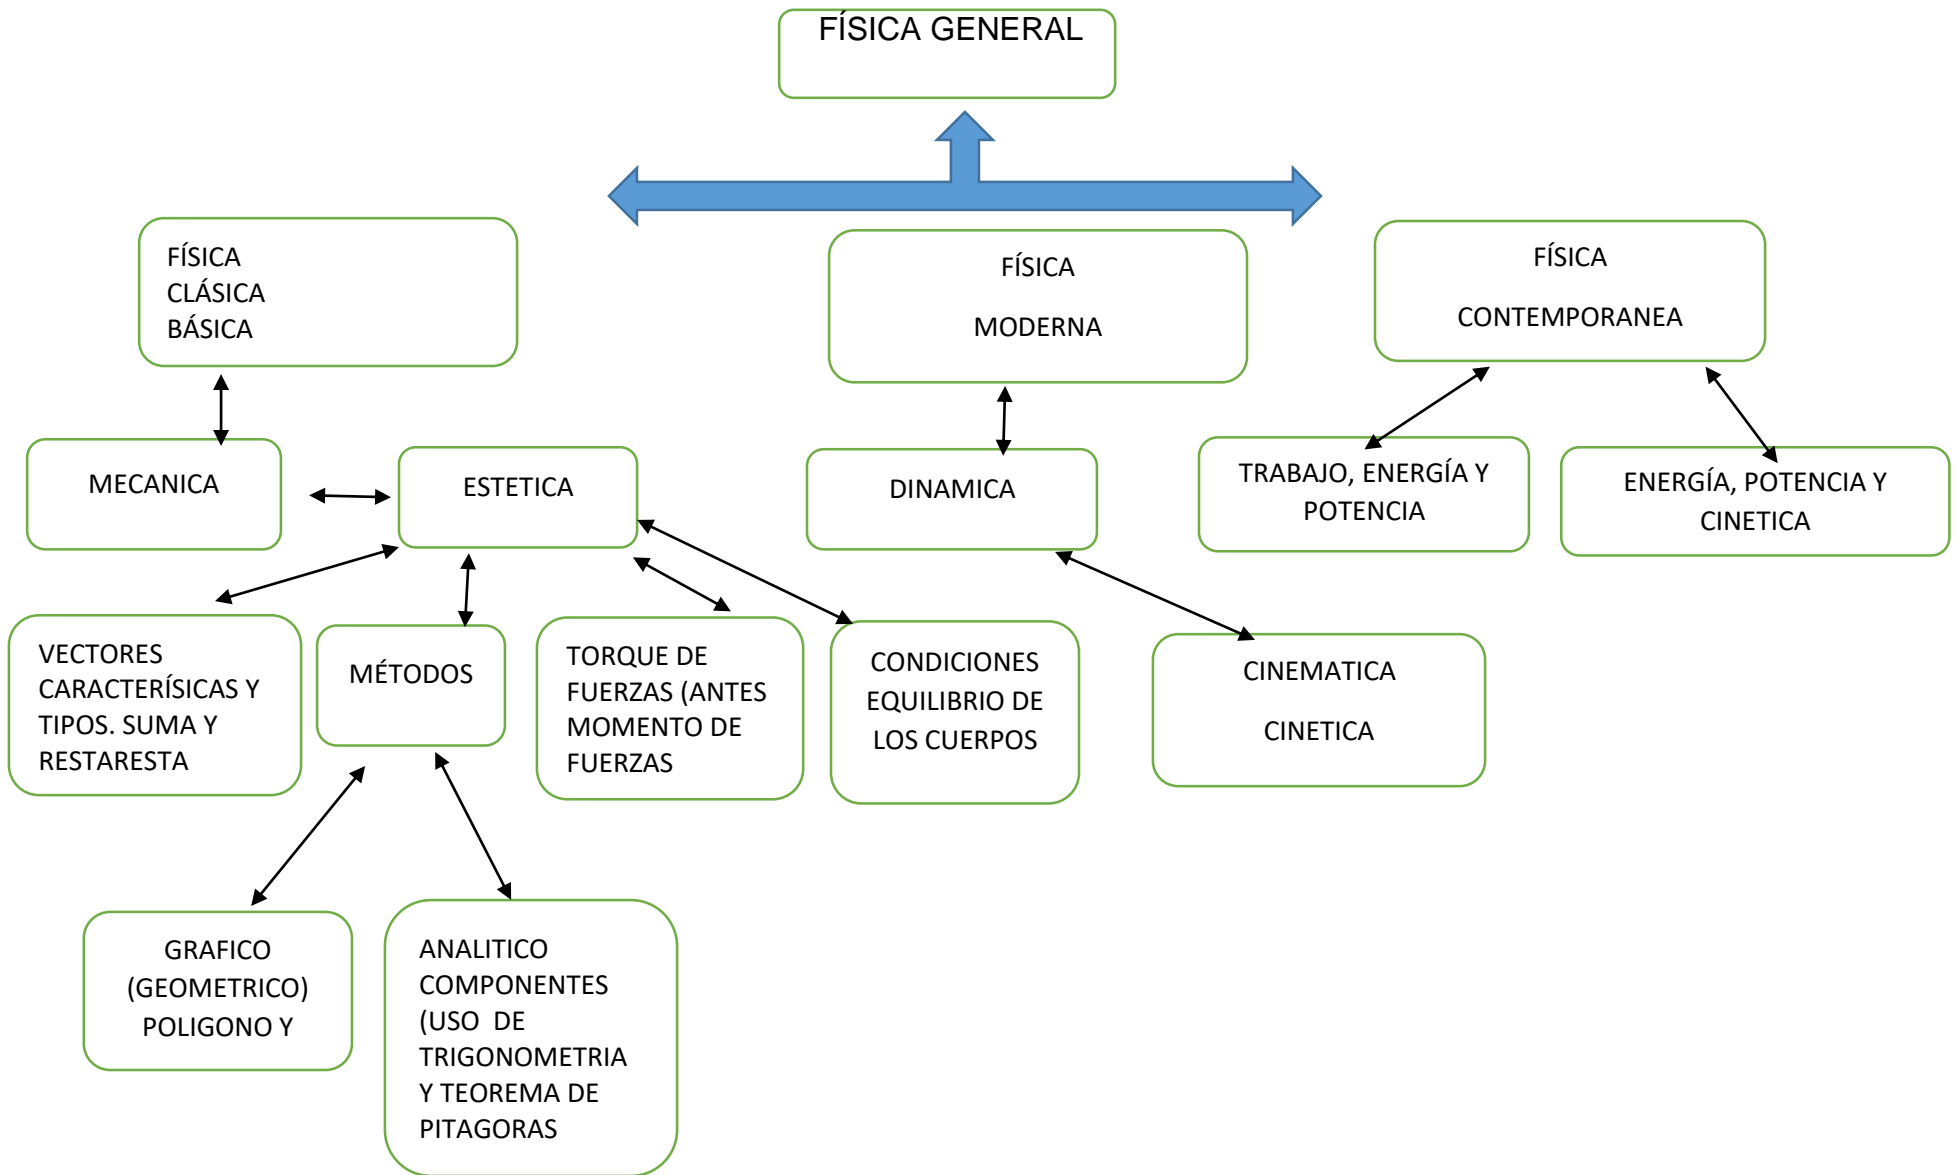 FÍSICA GENERAL
FÍSICA
CLÁSICA
BÁSICA
FÍSICA
MODERNA
FÍSICA
CONTEMPORANEA
MECANICA
ESTETICA
DINAMICA
TRABAJO, ENERGÍA Y
POTENCIA
ENERGÍA, POTENCIA Y
CINETICA
VECTORES
CARACTERÍSICAS Y
TIPOS. SUMA Y
RESTARESTA
MÉTODOS
TORQUE DE
FUERZAS (ANTES
MOMENTO DE
FUERZAS
CONDICIONES
EQUILIBRIO DE
LOS CUERPOS
CINEMATICA
CINETICA
GRAFICO
(GEOMETRICO)
POLIGONO Y
ANALITICO
COMPONENTES
(USO  DE
TRIGONOMETRIA
Y TEOREMA DE
PITAGORAS